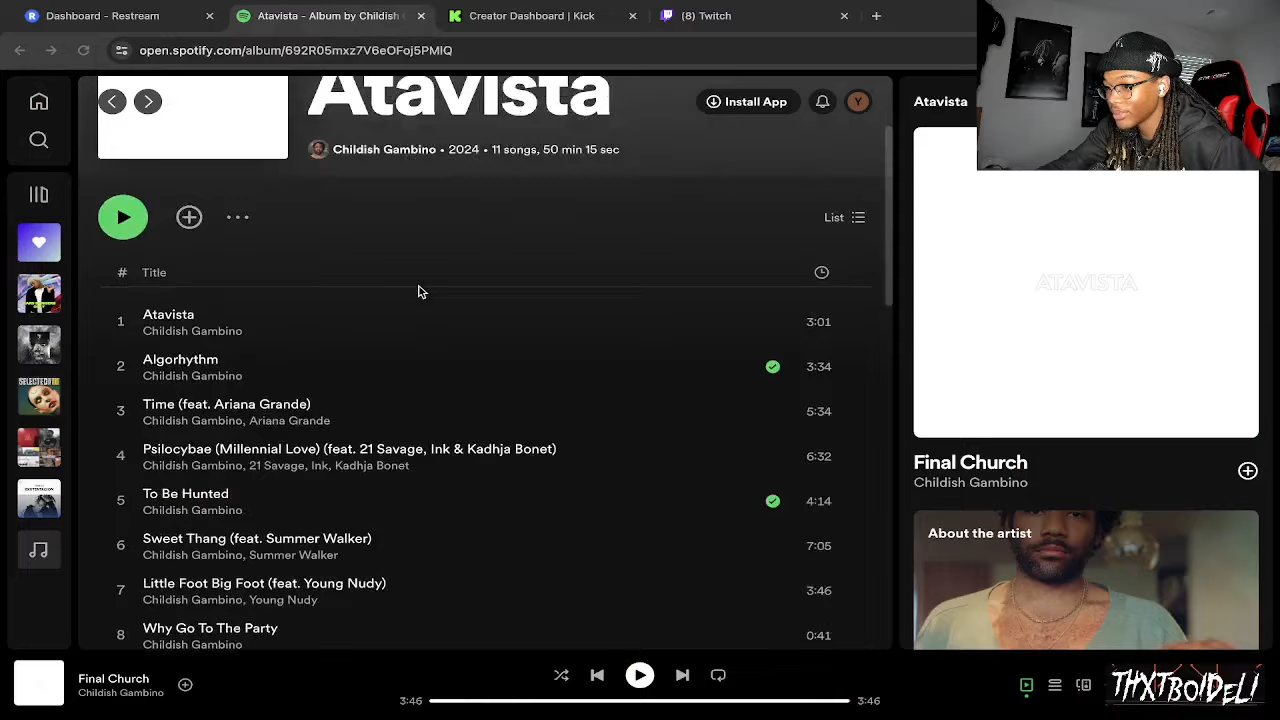 Dashboard - Restream
Atavista - Album by Childish
Creator Dashboard | Kick
(8) Twitch
open.spotify.com/album/692R05mxz7V6eOFoj5PMIQ
Atavista
Childish Gambino • 2024 • 11 songs, 50 min 15 sec
Install App
Y
List
# Title
1 Atavista 3:01
Childish Gambino
2 Algorhythm 3:34
Childish Gambino
3 Time (feat. Ariana Grande) 5:34
Childish Gambino, Ariana Grande
4 Psilocybae (Millennial Love) (feat. 21 Savage, Ink & Kadhja Bonet) 6:32
Childish Gambino, 21 Savage, Ink, Kadhja Bonet
5 To Be Hunted 4:14
Childish Gambino
6 Sweet Thang (feat. Summer Walker) 7:05
Childish Gambino, Summer Walker
7 Little Foot Big Foot (feat. Young Nudy) 3:46
Childish Gambino, Young Nudy
8 Why Go To The Party 0:41
Childish Gambino
Atavista
ATAVISTA
Final Church
Childish Gambino
About the artist
Final Church
Childish Gambino
3:46
3:46
THXTBOIDELI